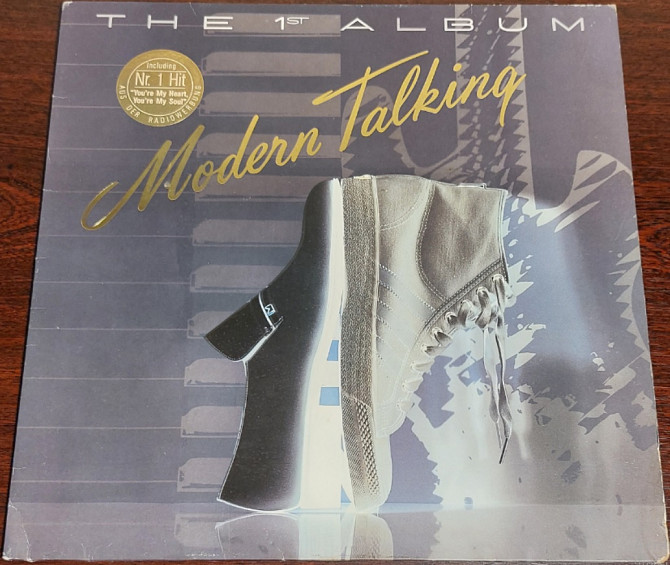 THE 1ST ALBUM
Including
Nr. 1 Hit
"You're My Heart,
You're My Soul"
AUS DER RADIOWERBUNG
Modern Talking